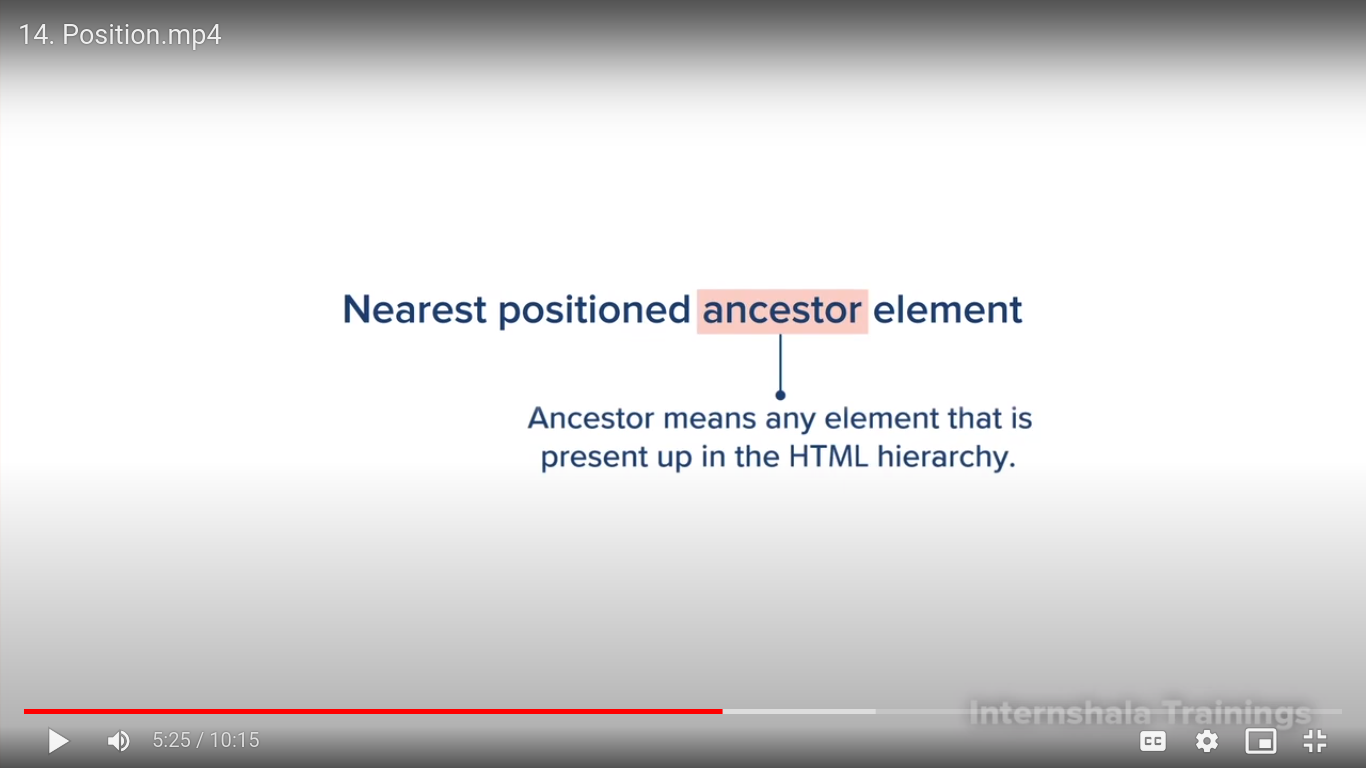 14. Position.mp4
Nearest positioned ancestor element
Ancestor means any element that is
present up in the HTML hierarchy.
Internshala Trainings
5:25 / 10:15
CC